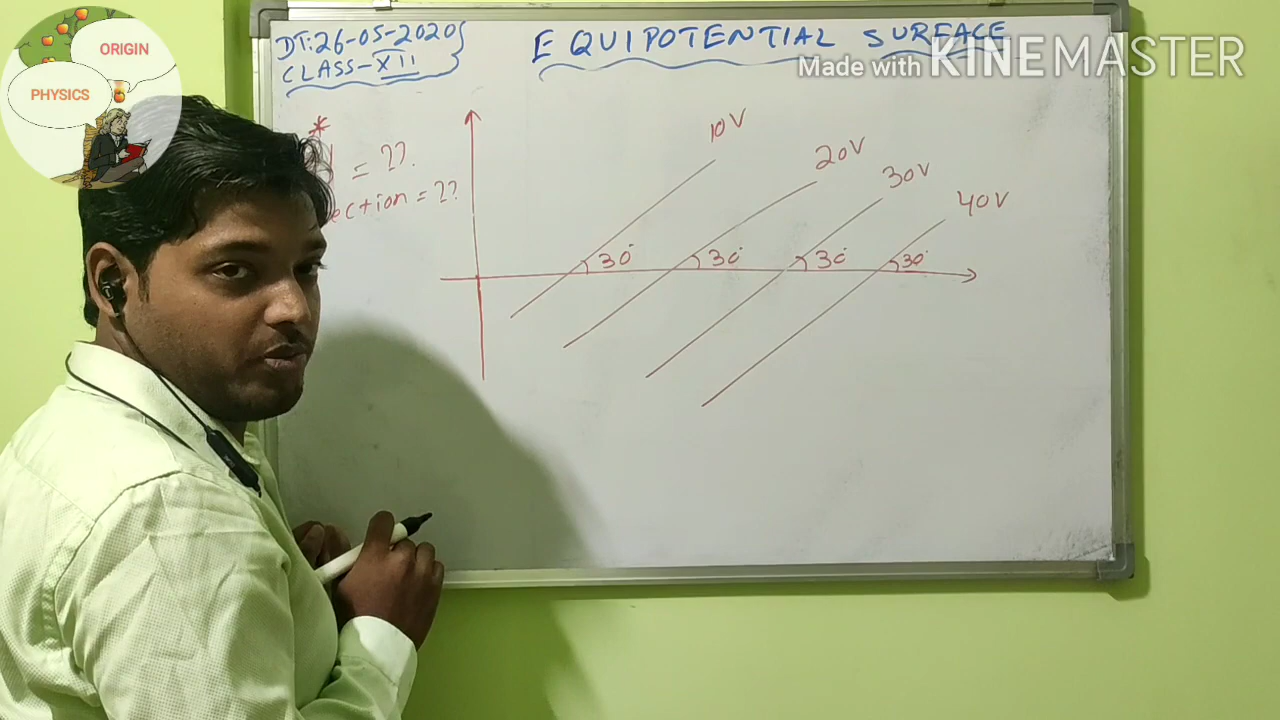 ORIGIN
PHYSICS
DT:26-05-2020
CLASS-XII
EQUIPOTENTIAL SURFACE
Made with KINEMASTER
*
= ??.
= ??
10V
20V
30V
40V
30°
30°
30°
30°